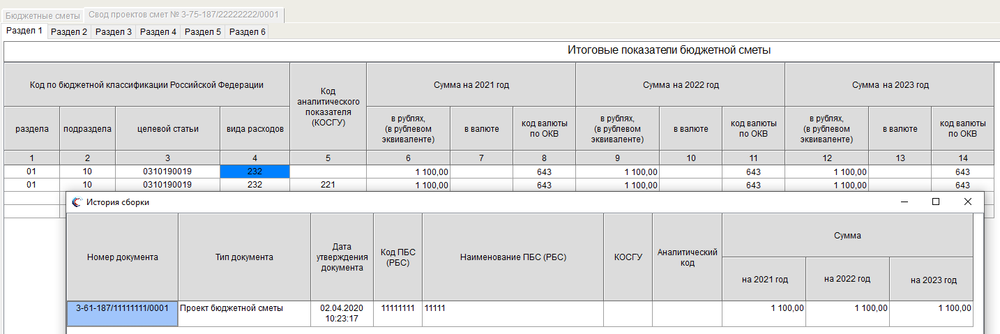 Бюджетные сметы Свод проектов смет № 3-75-187/22222222/0001
Раздел 1 Раздел 2 Раздел 3 Раздел 4 Раздел 5 Раздел 6
Итоговые показатели бюджетной сметы
Код по бюджетной классификации Российской Федерации
Код
аналитического
показателя
(КОСГУ)
Сумма на 2021 год
Сумма на 2022 год
Сумма на 2023 год
раздела
подраздела
целевой статьи
вида расходов
в рублях,
(в рублевом
эквиваленте)
в валюте
код валюты
по ОКВ
в рублях,
(в рублевом
эквиваленте)
в валюте
код валюты
по ОКВ
в рублях,
(в рублевом
эквиваленте)
в валюте
код валюты
по ОКВ
1 2 3 4 5 6 7 8 9 10 11 12 13 14
01 10 0310190019 232 1 100,00 643 1 100,00 643 1 100,00 643
01 10 0310190019 232 221 1 100,00 643 1 100,00 643 1 100,00 643
История сборки
Номер документа
Тип документа
Дата
утверждения
документа
Код ПБС
(РБС)
Наименование ПБС (РБС)
КОСГУ
Аналитический
код
Сумма
на 2021 год
на 2022 год
на 2023 год
3-61-187/11111111/0001 Проект бюджетной сметы 02.04.2020 11111111 11111 1 100,00 1 100,00 1 100,00
10:23:17